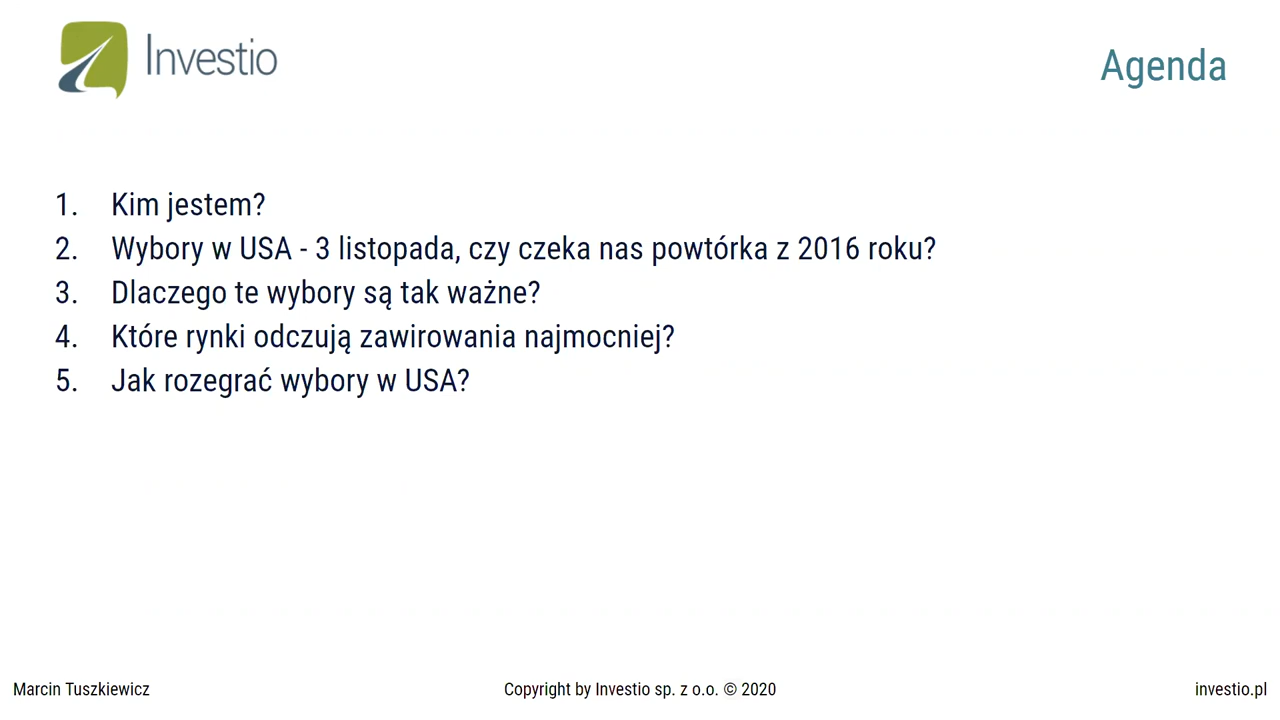 Investio
Agenda
1. Kim jestem?
2. Wybory w USA - 3 listopada, czy czeka nas powtórka z 2016 roku?
3. Dlaczego te wybory są tak ważne?
4. Które rynki odczują zawirowania najmocniej?
5. Jak rozegrać wybory w USA?
Marcin Tuszkiewicz
Copyright by Investio sp. z o.o. © 2020
investio.pl